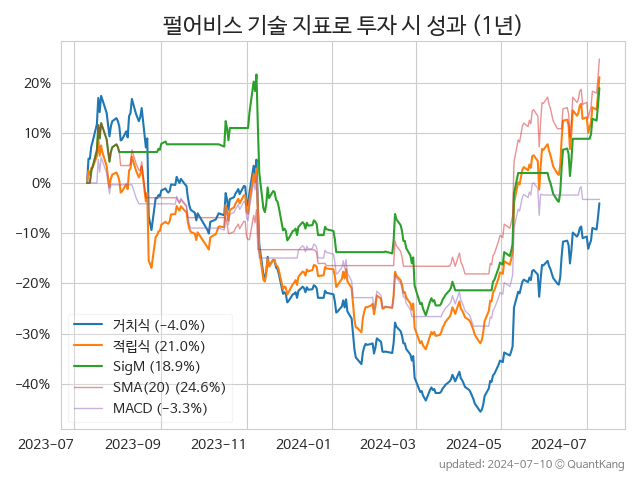 펄어비스 기술 지표로 투자 시 성과 (1년)
20%
10%
0%
−10%
−20%
−30%
−40%
거치식 (−4.0%)
적립식 (21.0%)
SigM (18.9%)
SMA(20) (24.6%)
MACD (−3.3%)
2023-07 2023-09 2023-11 2024-01 2024-03 2024-05 2024-07
updated: 2024-07-10 © QuantKang